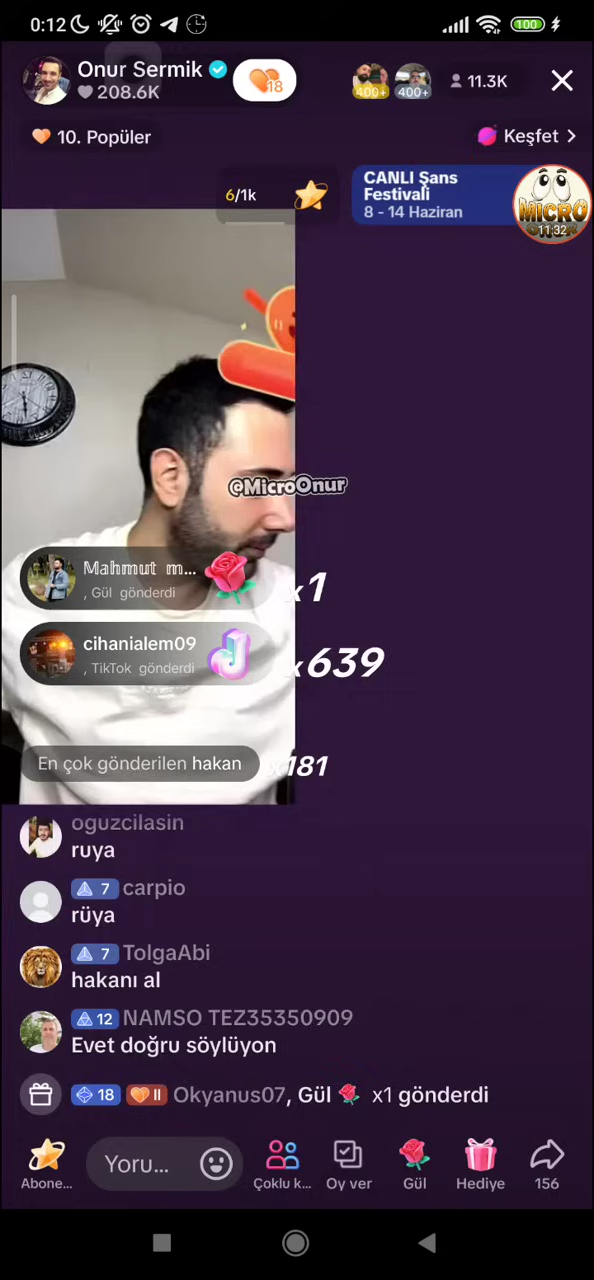 0:12
100
Onur Sermik
208.6K
18
400+
400+
11.3K
10. Popüler
Keşfet
6/1k
CANLI Şans
Festivali
8 - 14 Haziran
MICRO
ONUR
11:32
@MicroOnur
Mahmut m...
, Gül gönderdi
x1
cihanialem09
, TikTok gönderdi
x639
En çok gönderilen hakan
x181
oguzcilasin
ruya
7 carpio
rüya
7 TolgaAbi
hakanı al
12 NAMSO TEZ35350909
Evet doğru söylüyon
18 II Okyanus07, Gül x1 gönderdi
Yoru...
Abone...
Çoklu k...
Oy ver
Gül
Hediye
156